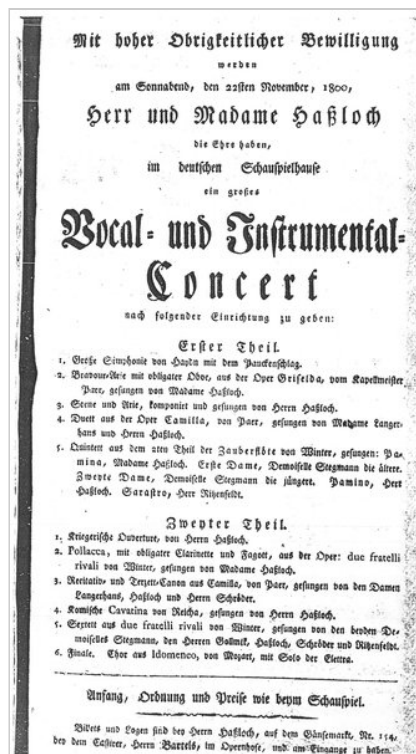 Mit hoher Obrigkeitlicher Bewilligung
werden
am Sonnabend, den 22sten November, 1800,
Herr und Madame Haßloch
die Ehre haben,
im deutschen Schauspielhause
ein großes
Vocal- und Instrumental-
Concert
nach folgender Einrichtung zu geben:
Erster Theil.
1. Große Simphonie von Haydn mit dem Pauckenschlag.
2. Bravour-Arie mit obligater Oboe, aus der Oper Griselda, vom Kapellmeister
Paer, gesungen von Madame Haßloch.
3. Scene und Arie, komponirt und gesungen von Herrn Haßloch.
4. Duett aus der Oper Camilla, von Paer, gesungen von Madame Langer-
hans und Herrn Haßloch.
5. Quintett aus dem 2ten Theil der Zauberflöte von Winter, gesungen: Pa-
mina, Madame Haßloch. Erste Dame, Demoiselle Stegmann die ältere.
Zweyte Dame, Demoiselle Stegmann die jüngere. Pamino, Herr
Haßloch. Sarastro, Herr Ritzenfeldt.
Zweyter Theil.
1. Kriegerische Ouverture, von Herrn Haßloch.
2. Pollacca, mit obligater Clarinette und Fagott, aus der Oper: due fratelli
rivali von Winter, gesungen von Madame Haßloch.
3. Recitativ und Terzett-Canon aus Camilla, von Paer, gesungen von den Damen
Langerhans, Haßloch und Herrn Schröder.
4. Komische Cavatina von Reicha, gesungen von Herrn Haßloch.
5. Septett aus due fratelli rivali von Winter, gesungen von den beyden De-
moiselles Stegmann, den Herren Gollmick, Haßloch, Schröder und Ritzenfeldt.
6. Finale. Chor aus Idomeneo, von Mozart, mit Solo der Elettra.
Anfang, Ordnung und Preise wie beym Schauspiel.
Billets und Logen sind bey Herrn Haßloch, auf dem Gänsemarkt, Nr. 154,
bey dem Cassirer, Herrn Bartels, im Opernhofe, und am Eingange zu haben.